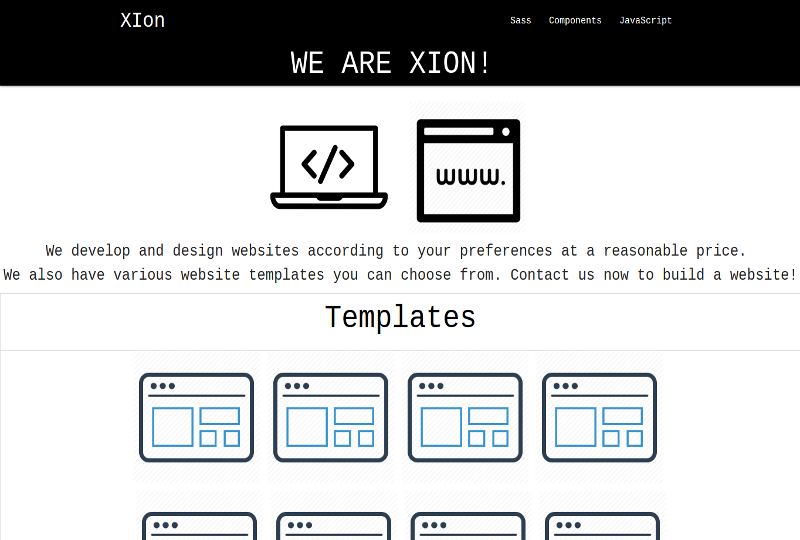 XIon
Sass Components JavaScript
WE ARE XION!
</>
www.
We develop and design websites according to your preferences at a reasonable price.
We also have various website templates you can choose from. Contact us now to build a website!
Templates